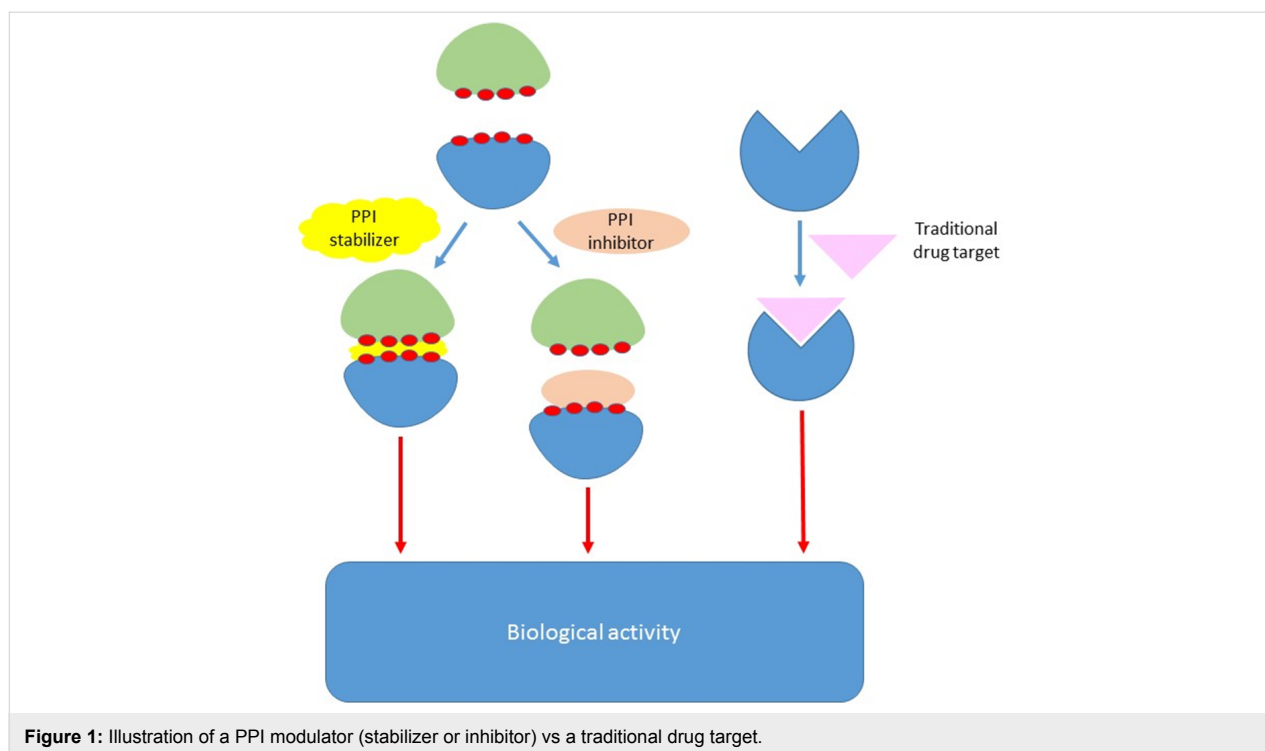 PPI
stabilizer
PPI
inhibitor
Traditional
drug target
Biological activity
Figure 1: Illustration of a PPI modulator (stabilizer or inhibitor) vs a traditional drug target.